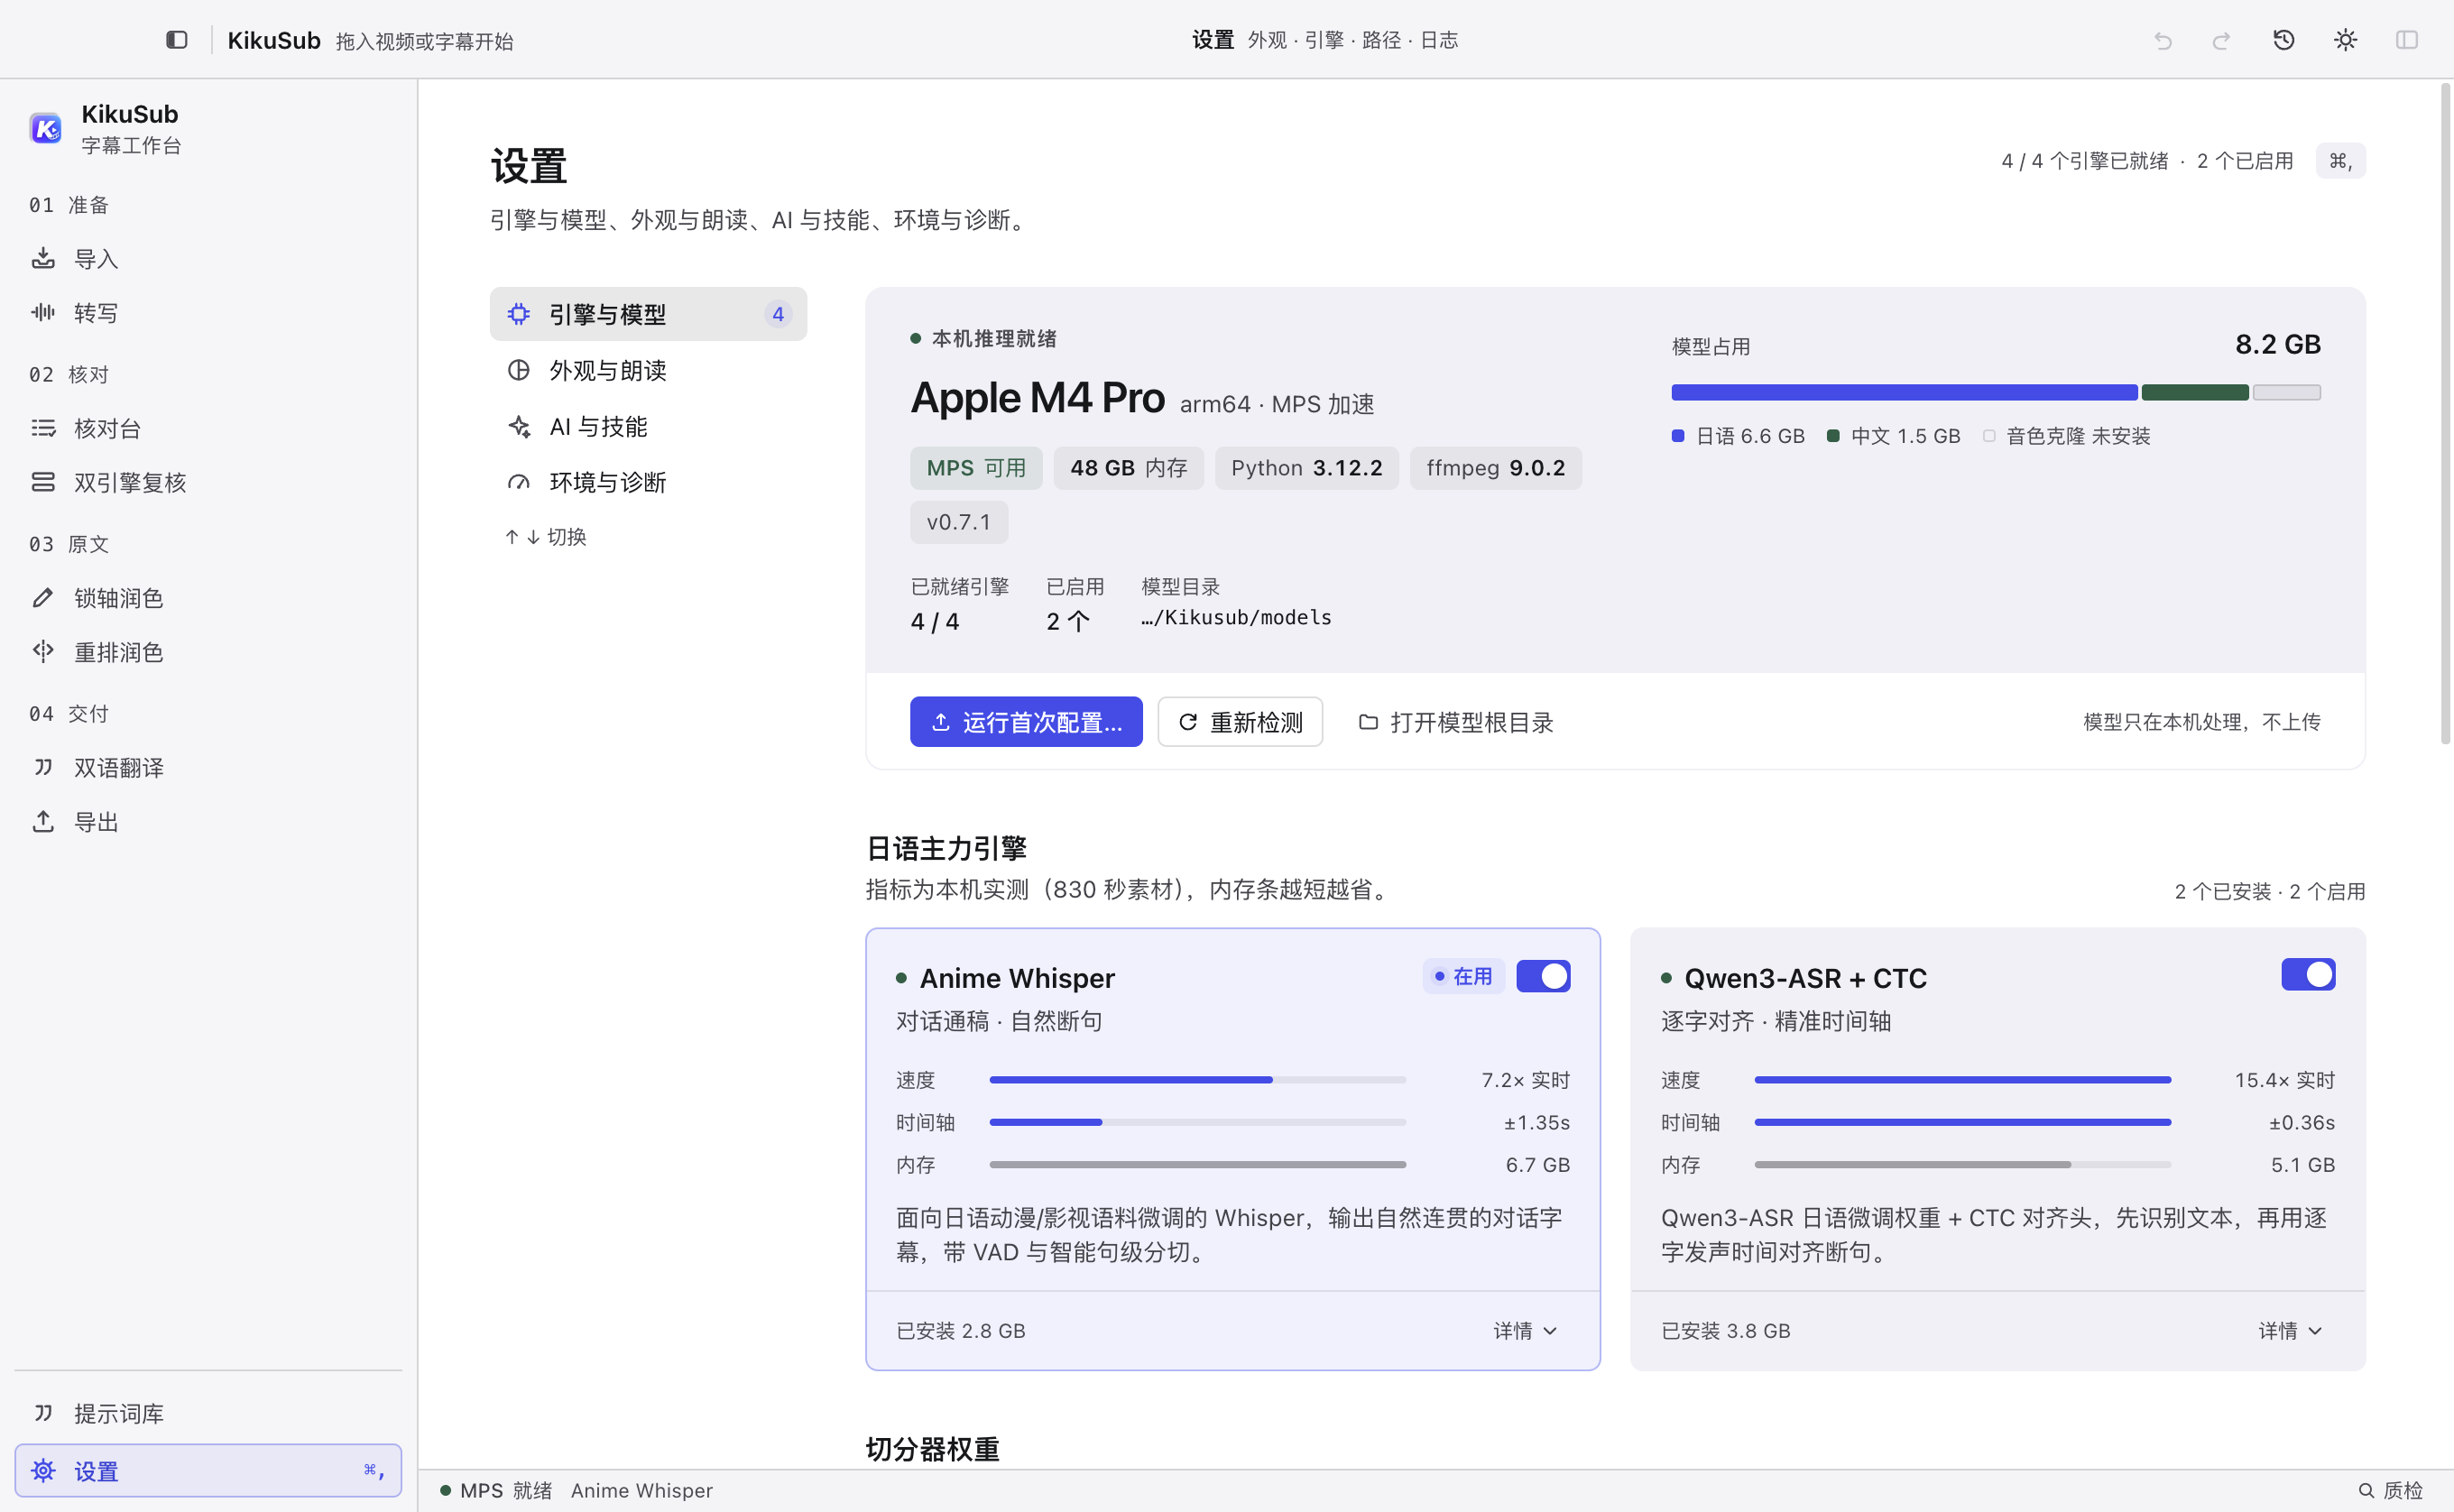 KikuSub 拖入视频或字幕开始
设置 外观 · 引擎 · 路径 · 日志
KikuSub
字幕工作台
01 准备
导入
转写
02 核对
核对台
双引擎复核
03 原文
锁轴润色
重排润色
04 交付
双语翻译
导出
提示词库
设置 ⌘,
设置
4 / 4 个引擎已就绪 · 2 个已启用 ⌘,
引擎与模型、外观与朗读、AI 与技能、环境与诊断。
引擎与模型 4
外观与朗读
AI 与技能
环境与诊断
↑ ↓ 切换
本机推理就绪
Apple M4 Pro arm64 · MPS 加速
MPS 可用 48 GB 内存 Python 3.12.2 ffmpeg 9.0.2
v0.7.1
已就绪引擎 已启用 模型目录
4 / 4 2 个 …/Kikusub/models
模型占用 8.2 GB
日语 6.6 GB 中文 1.5 GB 音色克隆 未安装
运行首次配置... 重新检测 打开模型根目录 模型只在本机处理，不上传
日语主力引擎
指标为本机实测（830 秒素材），内存条越短越省。
2 个已安装 · 2 个启用
Anime Whisper 在用
对话通稿 · 自然断句
速度 7.2× 实时
时间轴 ±1.35s
内存 6.7 GB
面向日语动漫/影视语料微调的 Whisper，输出自然连贯的对话字
幕，带 VAD 与智能句级分切。
已安装 2.8 GB 详情
Qwen3-ASR + CTC
逐字对齐 · 精准时间轴
速度 15.4× 实时
时间轴 ±0.36s
内存 5.1 GB
Qwen3-ASR 日语微调权重 + CTC 对齐头，先识别文本，再用逐
字发声时间对齐断句。
已安装 3.8 GB 详情
切分器权重
MPS 就绪 Anime Whisper
质检